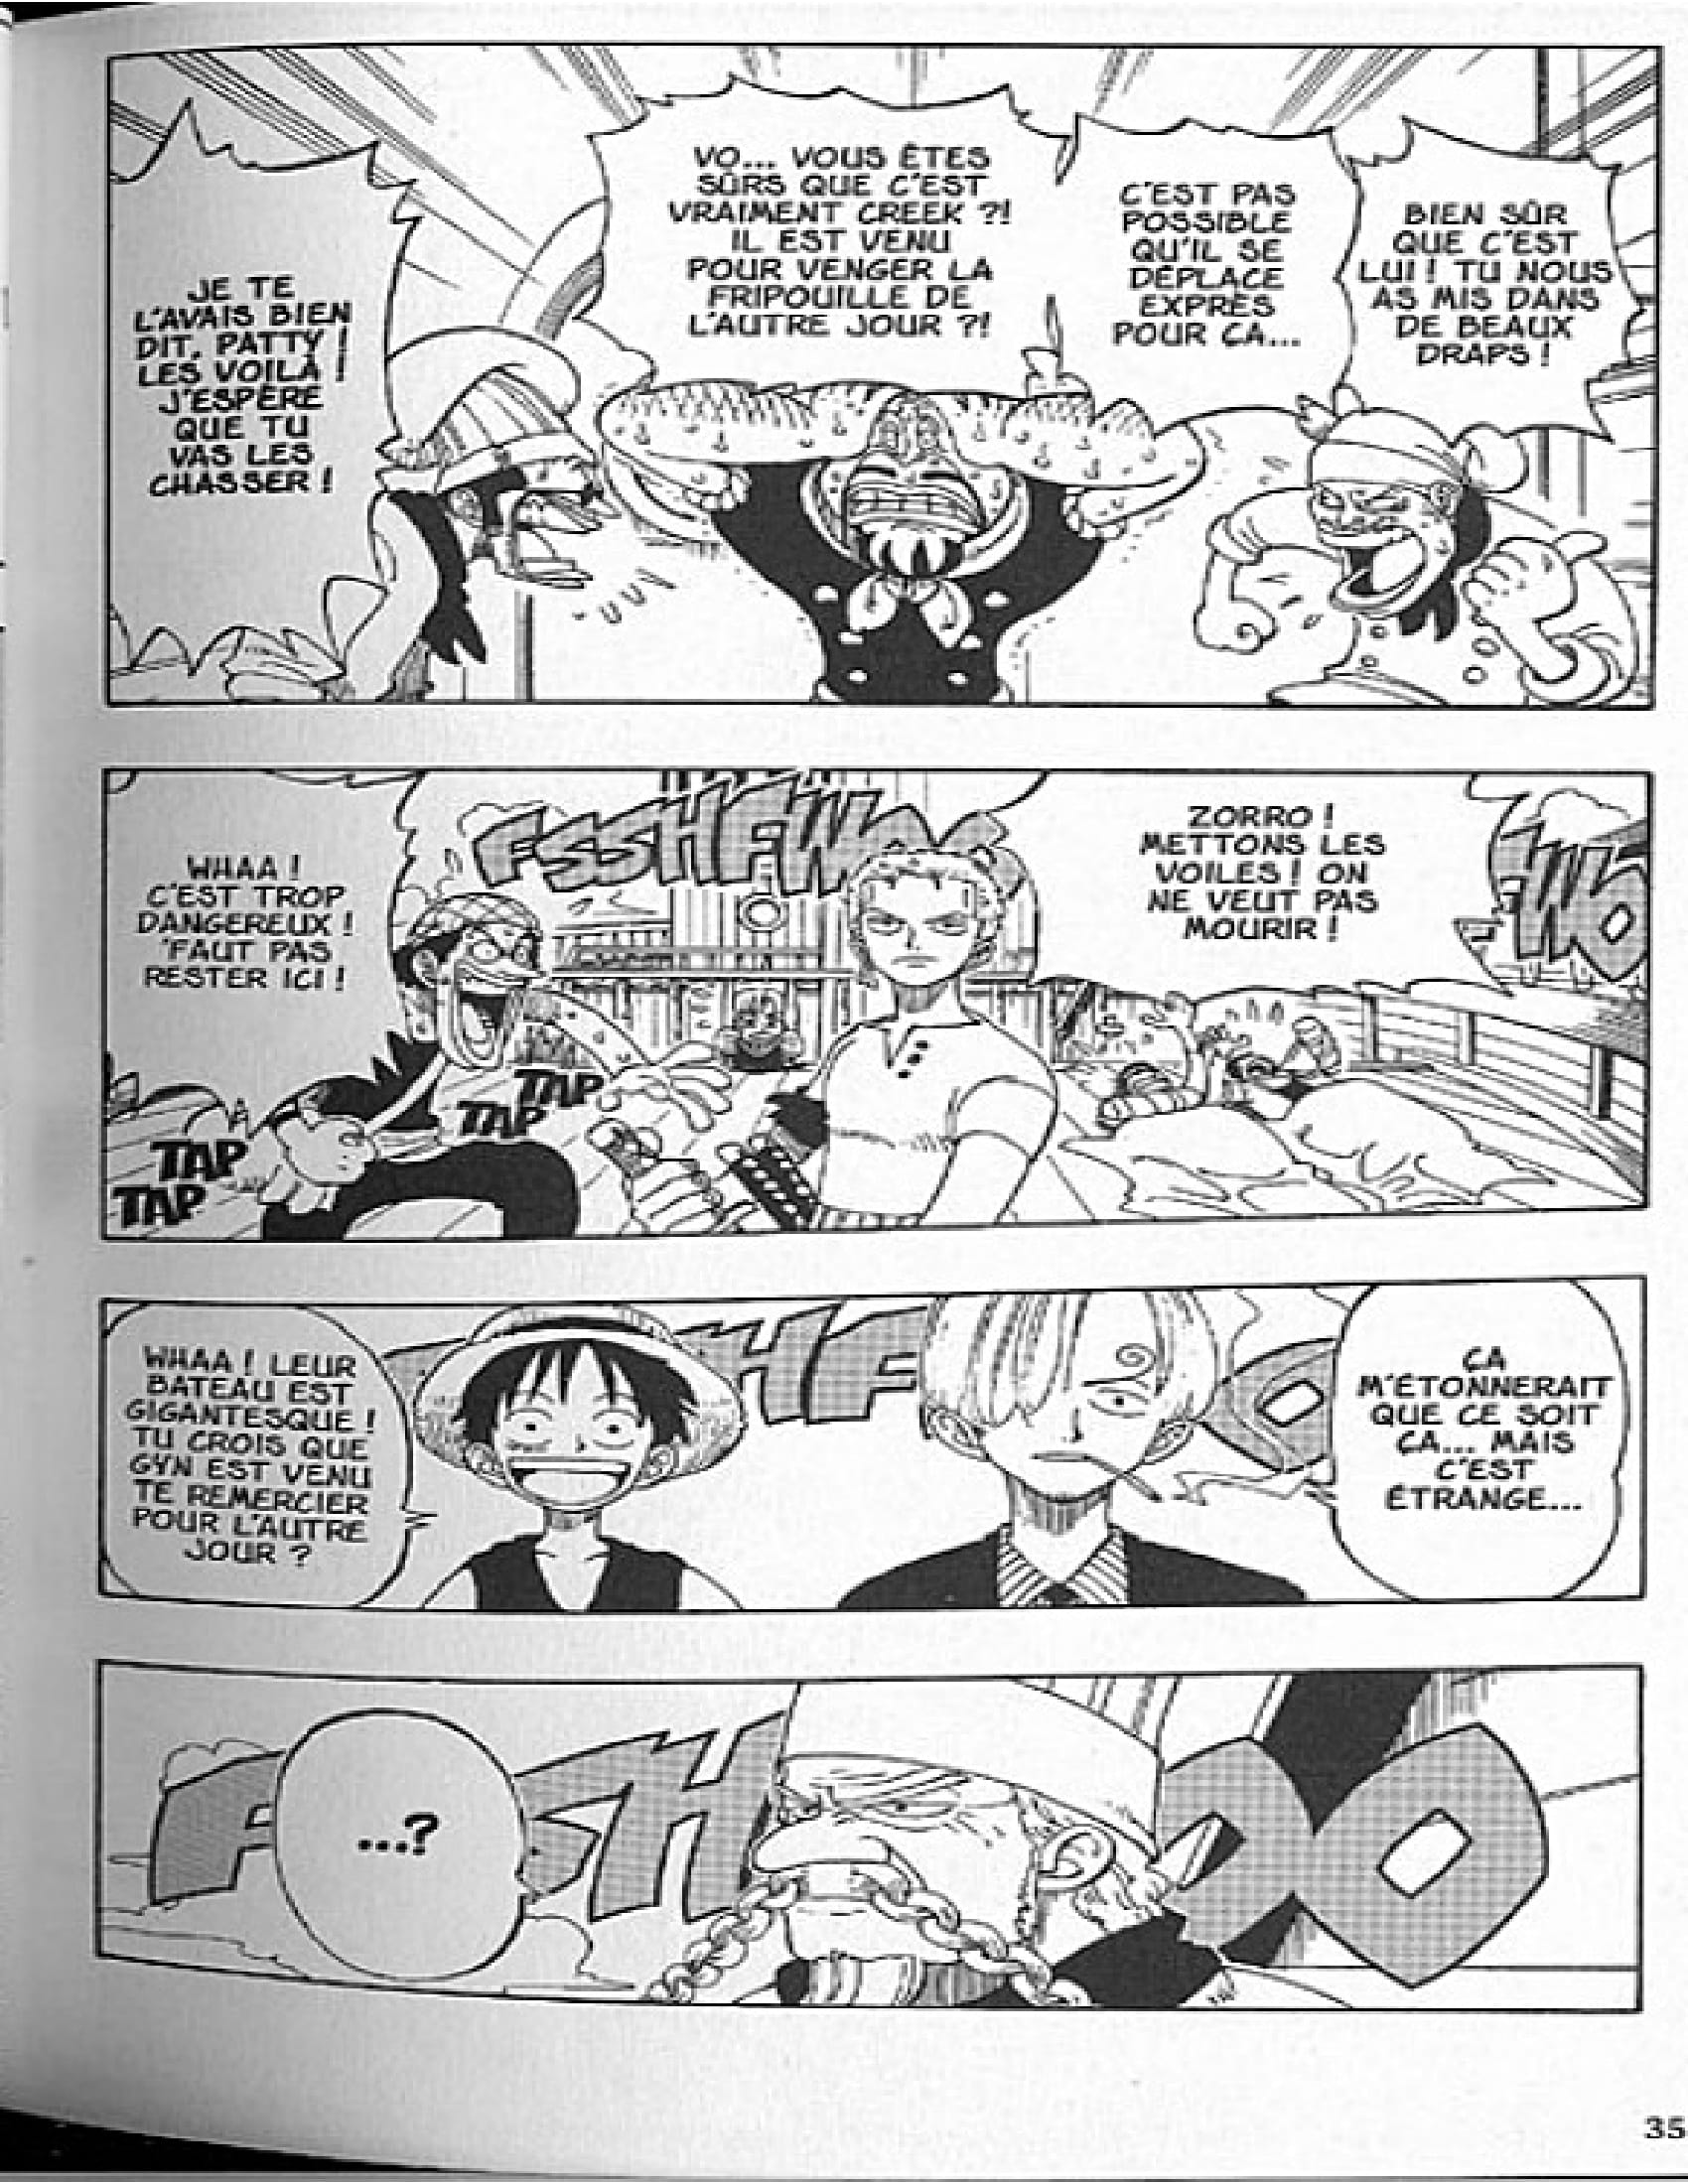 JE TE
L'AVAIS BIEN
DIT, PATTY !
LES VOILÀ !
J'ESPÈRE
QUE TU
VAS LES
CHASSER !
VO... VOUS ÊTES
SÛRS QUE C'EST
VRAIMENT CREEK ?!
IL EST VENU
POUR VENGER LA
FRIPOUILLE DE
L'AUTRE JOUR ?!
C'EST PAS
POSSIBLE
QU'IL SE
DÉPLACE
EXPRÈS
POUR ÇA...
BIEN SÛR
QUE C'EST
LUI ! TU NOUS
AS MIS DANS
DE BEAUX
DRAPS !
WHAA !
C'EST TROP
DANGEREUX !
'FAUT PAS
RESTER ICI !
FSSHFW
ZORRO !
METTONS LES
VOILES ! ON
NE VEUT PAS
MOURIR !
TAP
TAP
TAP
TAP
WHAA ! LEUR
BATEAU EST
GIGANTESQUE !
TU CROIS QUE
GYN EST VENU
TE REMERCIER
POUR L'AUTRE
JOUR ?
HF
ÇA
M'ÉTONNERAIT
QUE CE SOIT
ÇA... MAIS
C'EST
ÉTRANGE...
...?
35